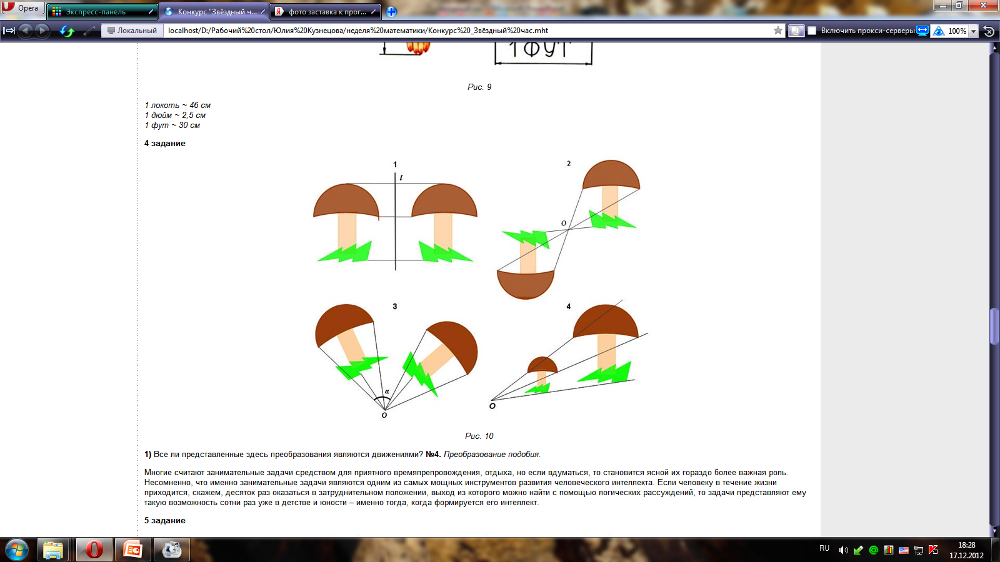 Opera
Экспресс-панель
Конкурс "Звёздный ч...
фото заставка к прог...
Локальный
localhost/D:/Рабочий%20стол/Юлия%20Кузнецова/неделя%20математики/Конкурс%20_Звёздный%20час.mht
Включить прокси-серверы
100%
1 ФУТ
Рис. 9
1 локоть ~ 46 см
1 дюйм ~ 2,5 см
1 фут ~ 30 см
4 задание
1
l
2
O
3
α
O
4
O
Рис. 10
1) Все ли представленные здесь преобразования являются движениями? №4. Преобразование подобия.
Многие считают занимательные задачи средством для приятного времяпрепровождения, отдыха, но если вдуматься, то становится ясной их гораздо более важная роль.
Несомненно, что именно занимательные задачи являются одним из самых мощных инструментов развития человеческого интеллекта. Если человеку в течение жизни
приходится, скажем, десяток раз оказаться в затруднительном положении, выход из которого можно найти с помощью логических рассуждений, то задачи представляют ему
такую возможность сотни раз уже в детстве и юности – именно тогда, когда формируется его интеллект.
5 задание
RU
18:28
17.12.2012